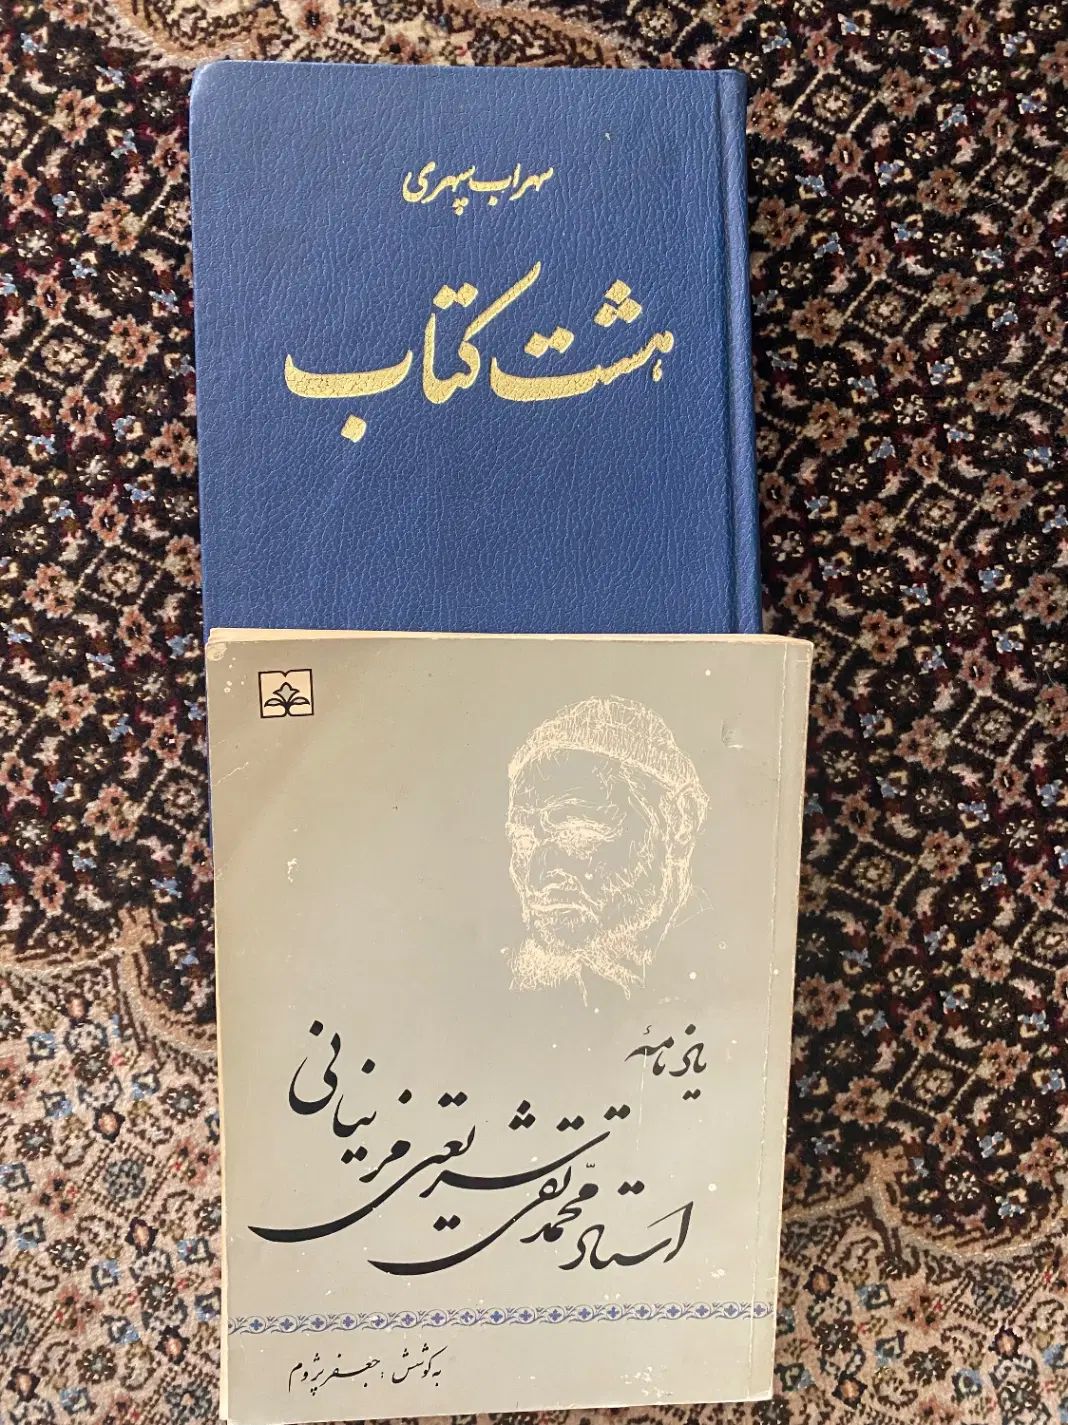 سهراب سپهری
هشت کتاب
یادنامهٔ
استاد محمدتقی شریعتی مزینانی
به کوشش: جعفر پژوم